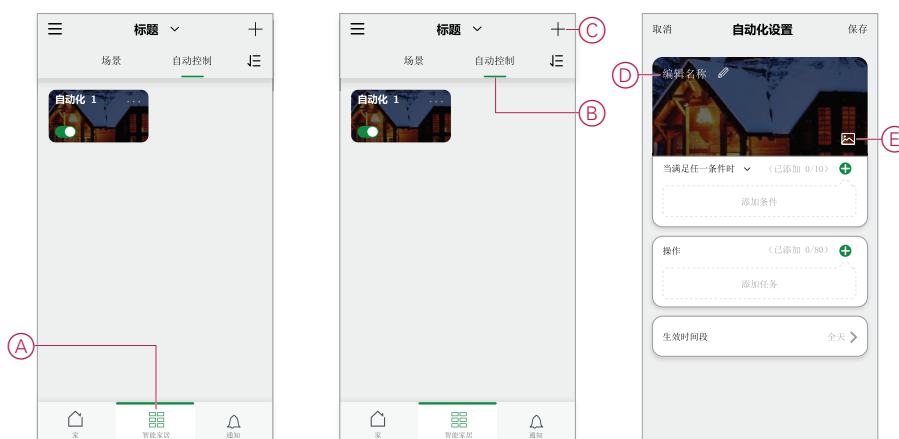 标题
场景 自动控制
自动化 1 ...
A
家 智能家居 通知
标题
C
场景 自动控制
B
自动化 1 ...
家 智能家居 通知
取消 自动化设置 保存
D
编辑名称
E
当满足任一条件时 （已添加 0/10）
添加条件
操作 （已添加 0/80）
添加任务
生效时间段 全天